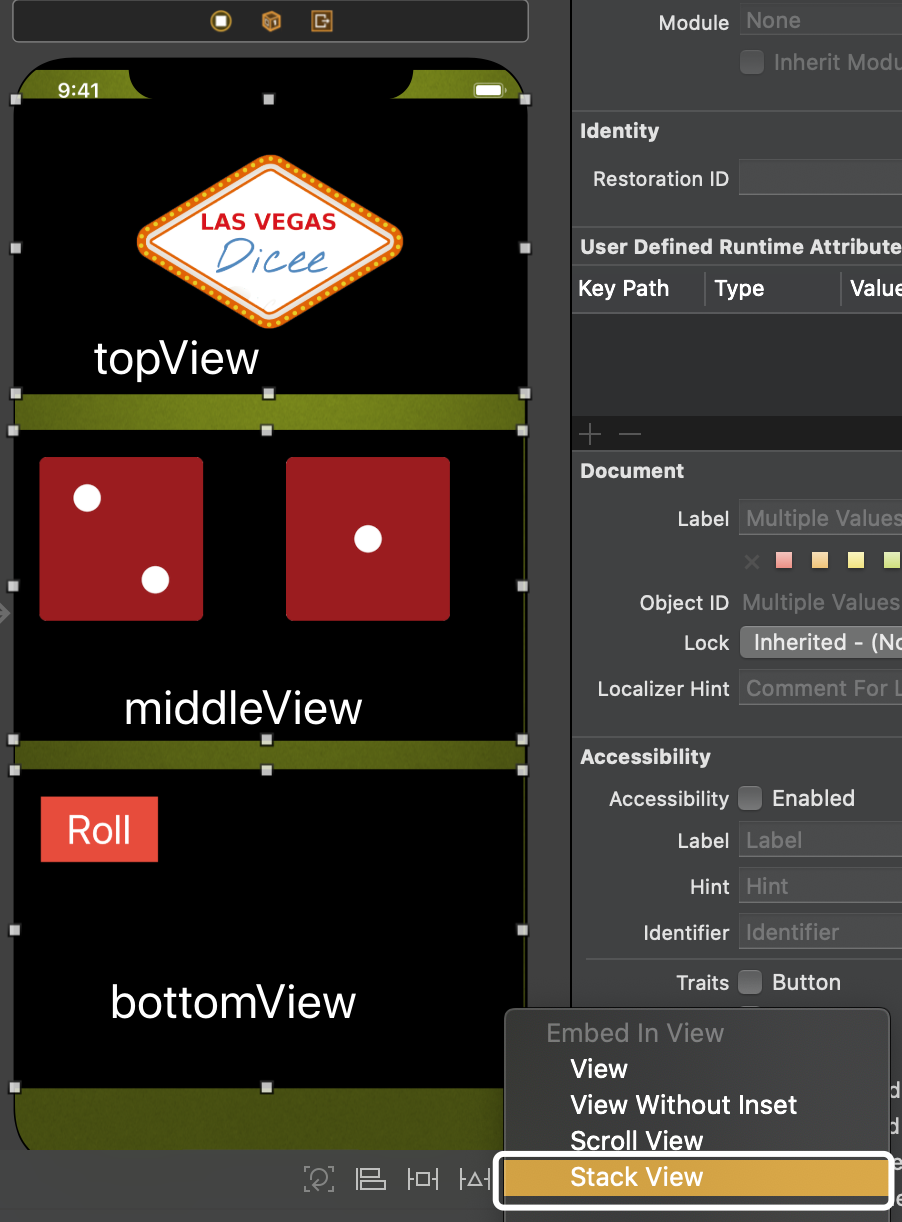 Module None
Inherit Modu
9:41
Identity
LAS VEGAS
Dicee
Restoration ID
User Defined Runtime Attribute
Key Path Type Value
topView
Document
Label Multiple Values
Object ID Multiple Values
Lock Inherited - (No
Localizer Hint Comment For L
middleView
Accessibility
Accessibility Enabled
Label Label
Roll
Hint Hint
Identifier Identifier
Traits Button
bottomView
Embed In View
View
View Without Inset
Scroll View
Stack View